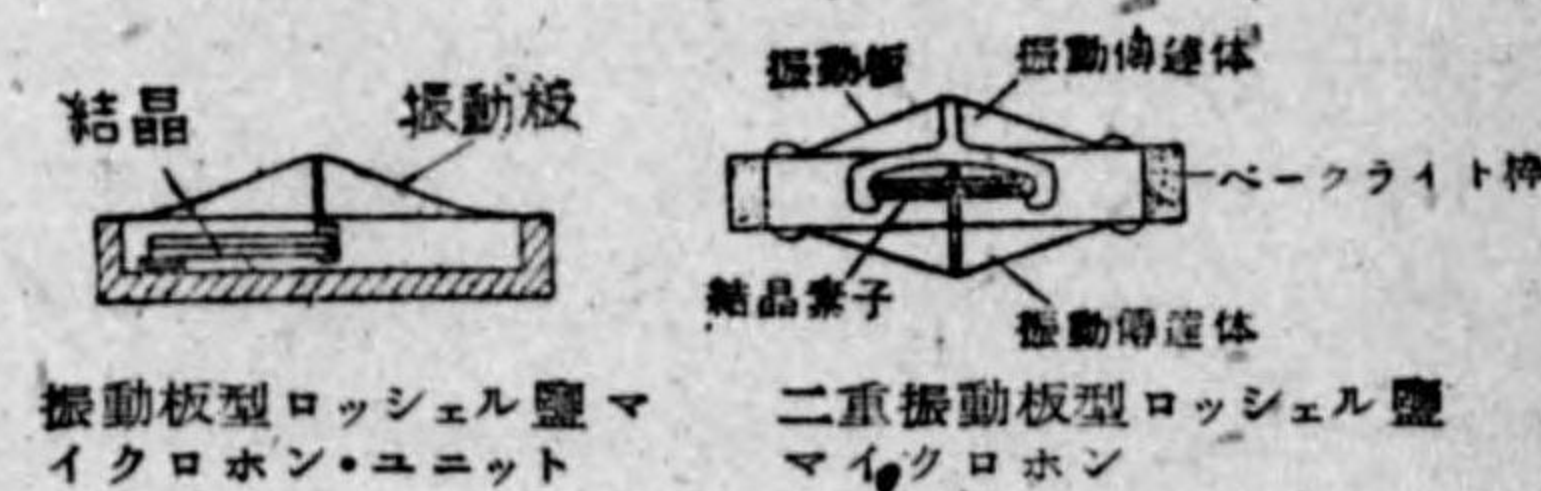 結晶
振動板
振動板型ロッシェル鹽マ
イクロホン・ユニット
振動板
振動傳達体
ベークライト枠
結晶素子
振動傳達体
二重振動板型ロッシェル鹽
マイクロホン